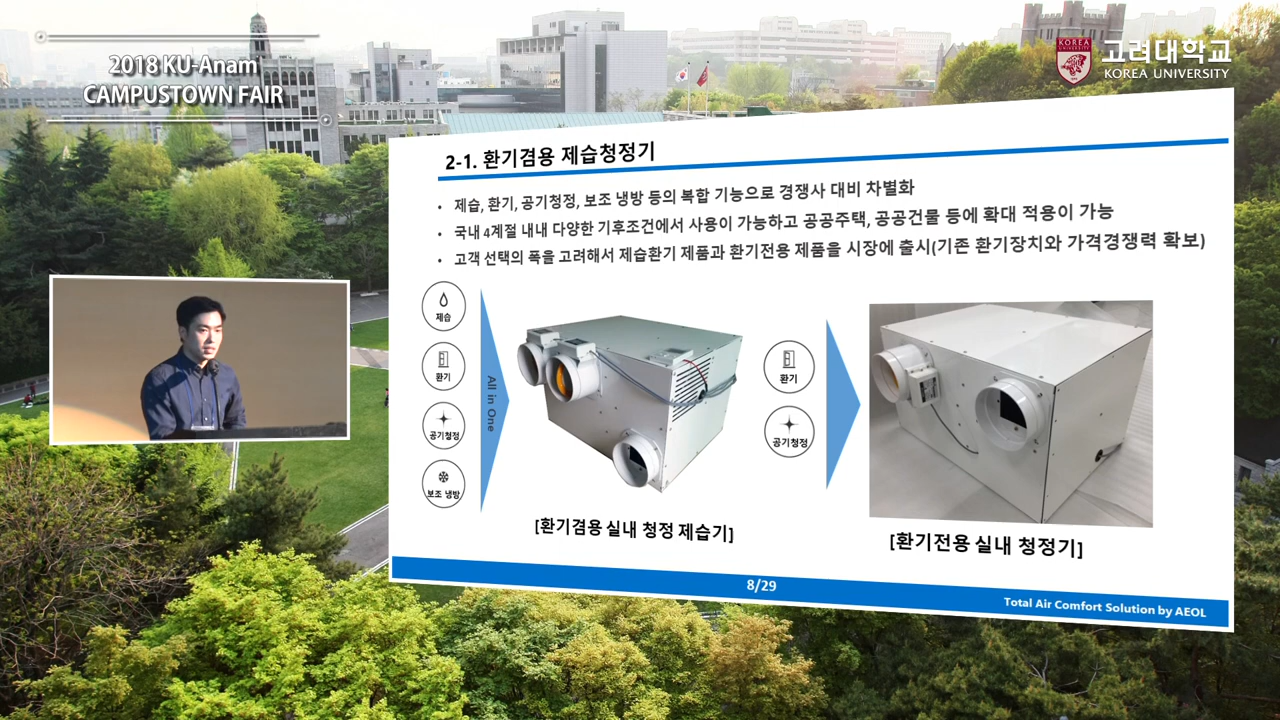 2018 KU-Anam
CAMPUSTOWN FAIR
KOREA
UNIVERSITY
고려대학교
KOREA UNIVERSITY
2-1. 환기겸용 제습청정기
• 제습, 환기, 공기청정, 보조 냉방 등의 복합 기능으로 경쟁사 대비 차별화
• 국내 4계절 내내 다양한 기후조건에서 사용이 가능하고 공공주택, 공공건물 등에 확대 적용이 가능
• 고객 선택의 폭을 고려해서 제습환기 제품과 환기전용 제품을 시장에 출시(기존 환기장치와 가격경쟁력 확보)
제습
환기
공기청정
보조 냉방
All in One
환기
공기청정
[환기겸용 실내 청정 제습기]
[환기전용 실내 청정기]
8/29
Total Air Comfort Solution by AEOL